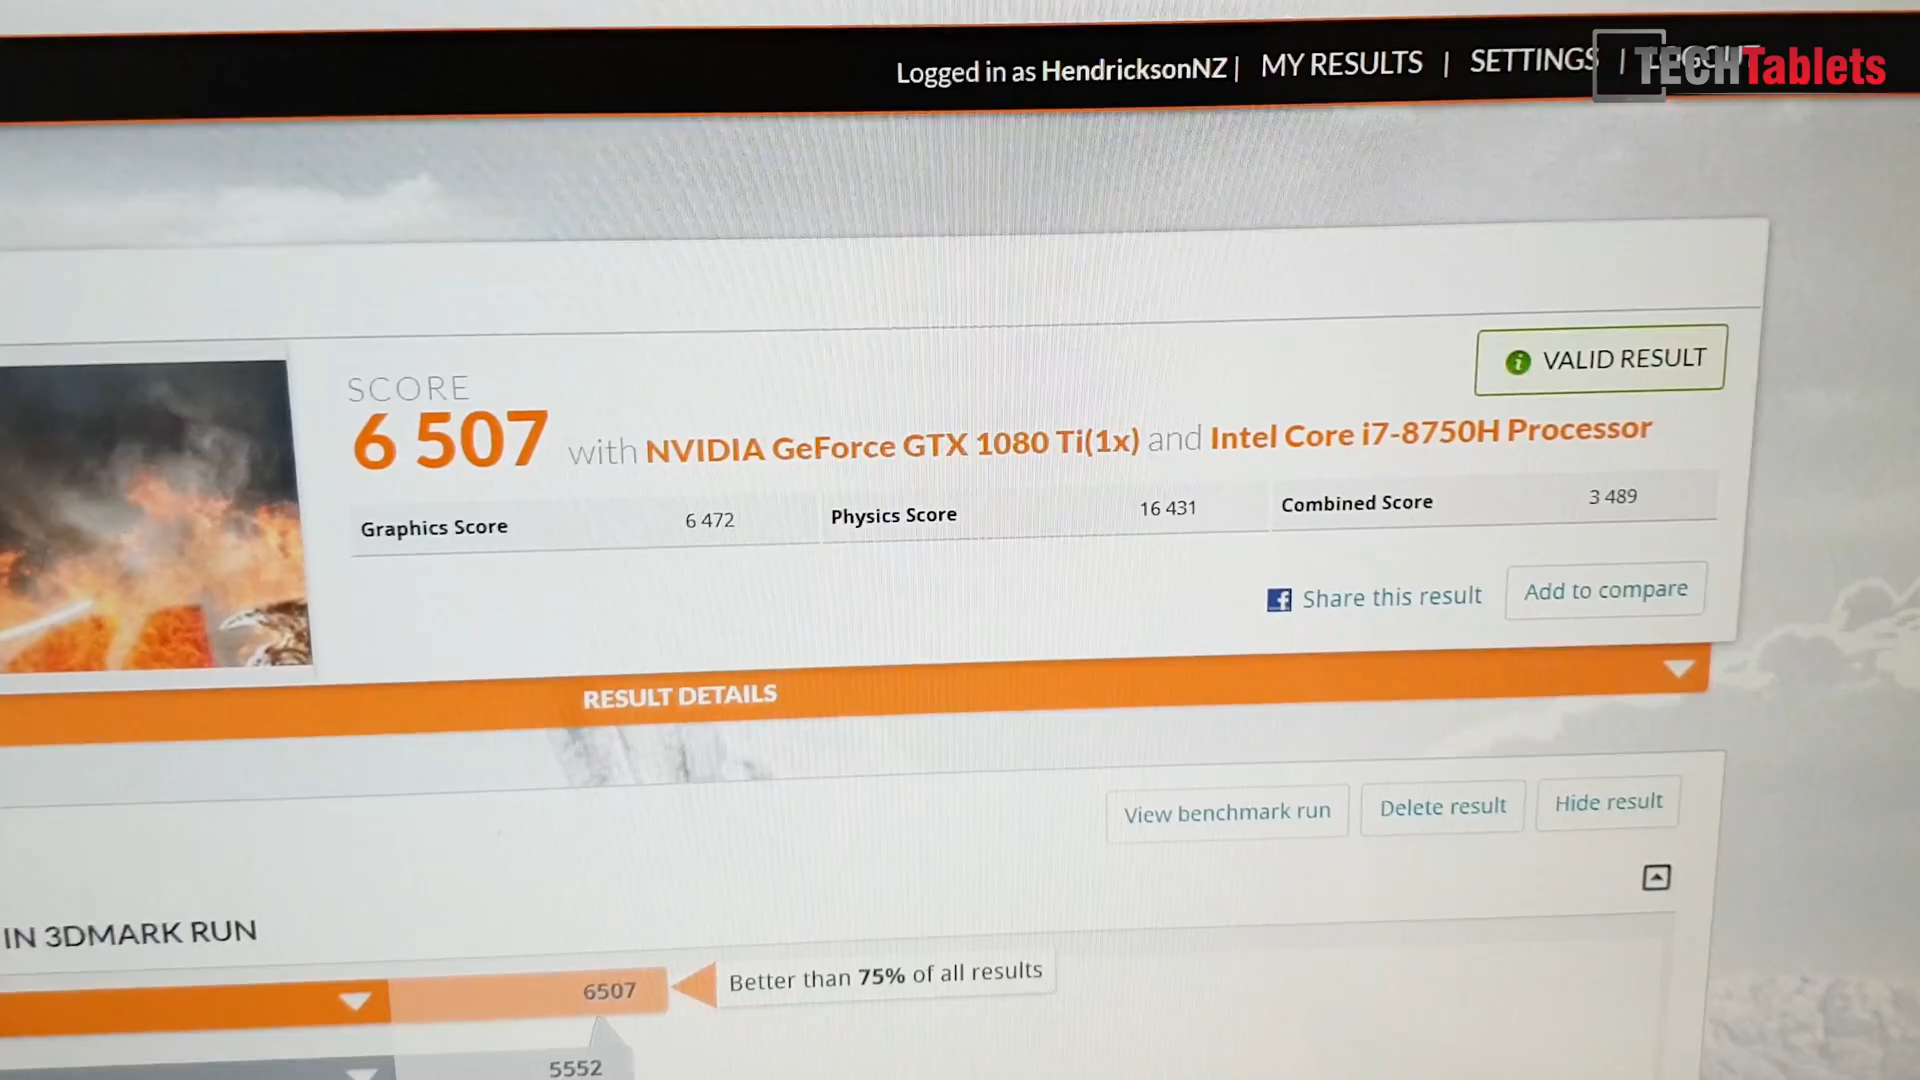 Logged in as HendricksonNZ | MY RESULTS | SETTINGS | LOGOUT
TECHTablets
VALID RESULT
SCORE
6 507 with NVIDIA GeForce GTX 1080 Ti(1x) and Intel Core i7-8750H Processor
Graphics Score 6 472 Physics Score 16 431 Combined Score 3 489
Share this result Add to compare
RESULT DETAILS
View benchmark run Delete result Hide result
IN 3DMARK RUN
6507 Better than 75% of all results
5552